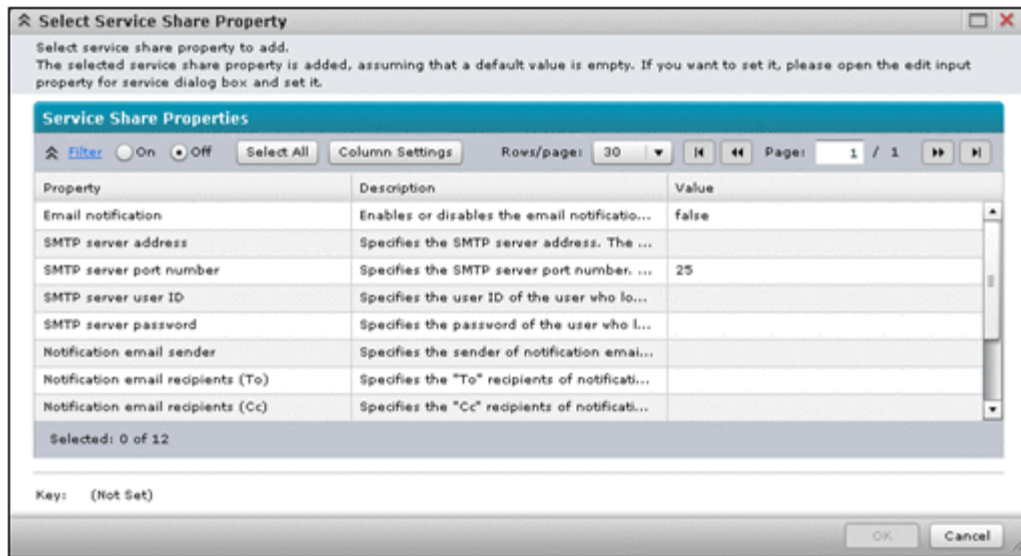 Select Service Share Property
Select service share property to add.
The selected service share property is added, assuming that a default value is empty. If you want to set it, please open the edit input
property for service dialog box and set it.
Service Share Properties
Filter On Off Select All Column Settings Rows/page: 30 Page: 1 / 1
Property Description Value
Email notification Enables or disables the email notificatio... false
SMTP server address Specifies the SMTP server address. The ...
SMTP server port number Specifies the SMTP server port number. ... 25
SMTP server user ID Specifies the user ID of the user who lo...
SMTP server password Specifies the password of the user who l...
Notification email sender Specifies the sender of notification emai...
Notification email recipients (To) Specifies the "To" recipients of notificati...
Notification email recipients (Cc) Specifies the "Cc" recipients of notificati...
Selected: 0 of 12
Key: (Not Set)
OK Cancel